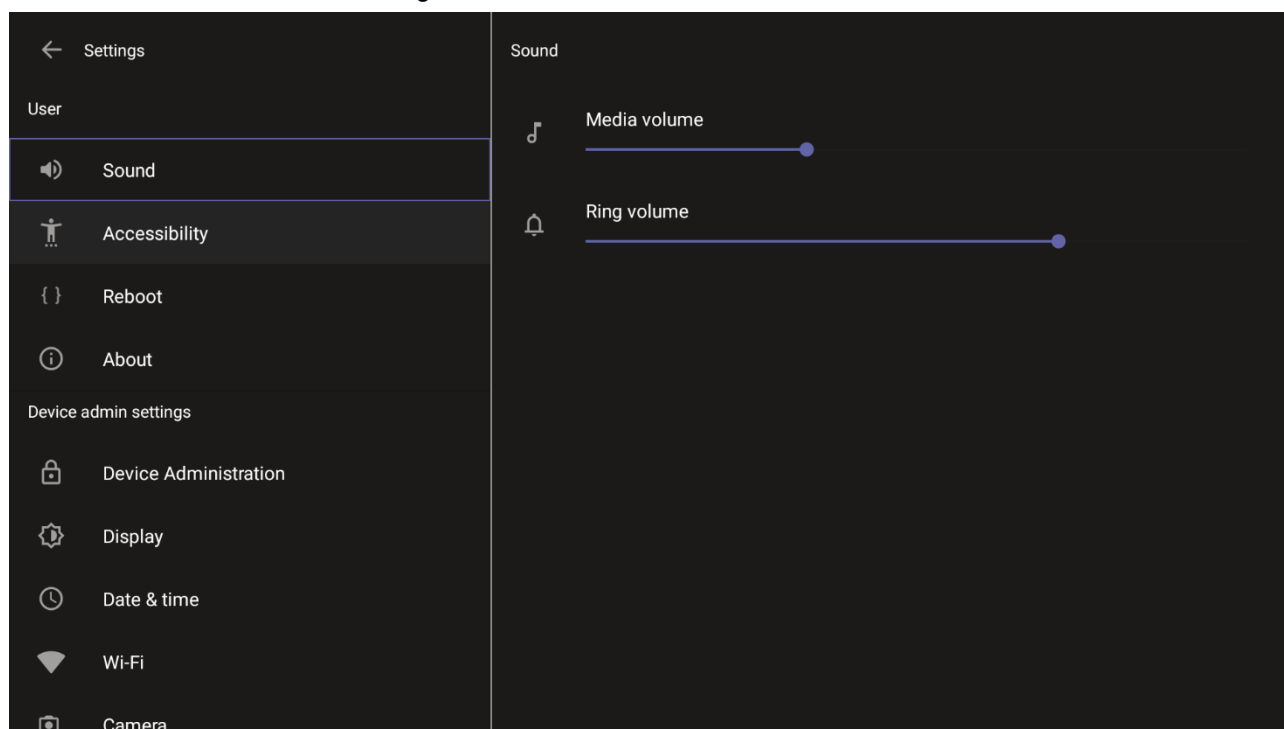 Settings
User
Sound
Accessibility
Reboot
About
Device admin settings
Device Administration
Display
Date & time
Wi-Fi
Camera
Sound
Media volume
Ring volume